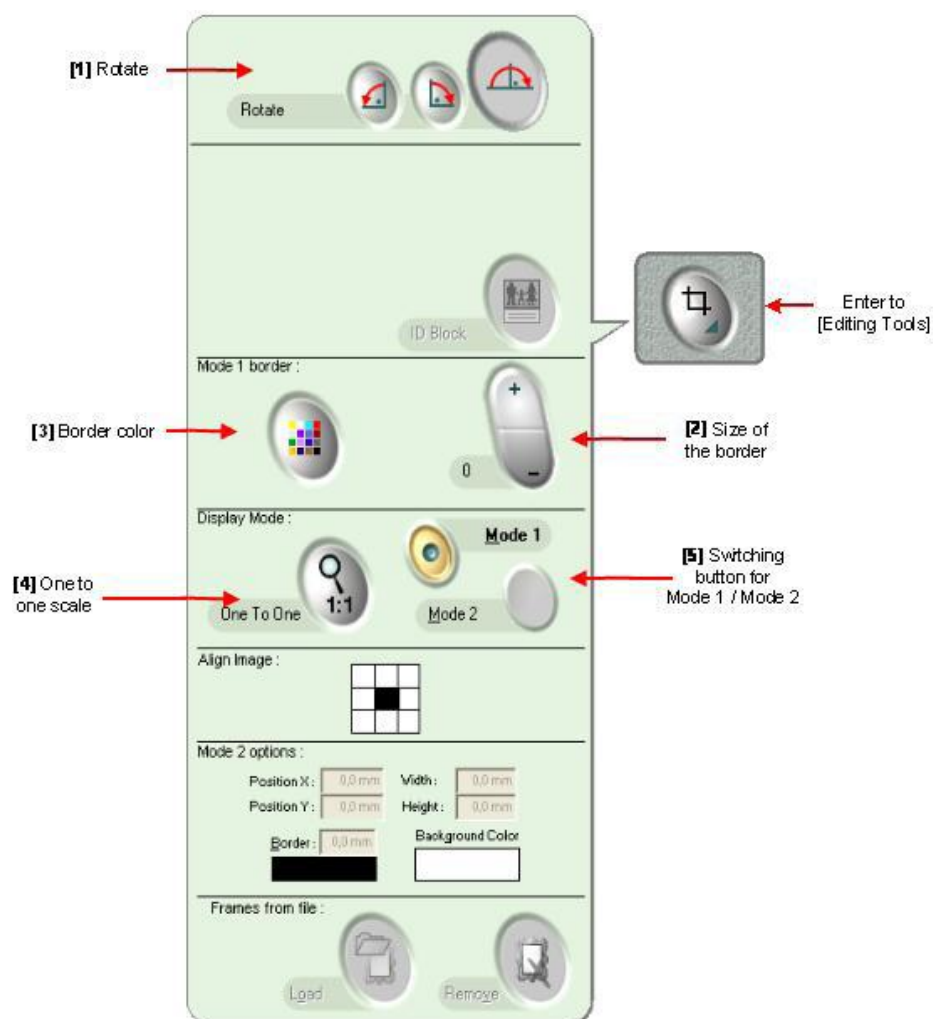 [1] Rotate
Rotate
ID Block
Enter to
[Editing Tools]
Mode 1 border :
[3] Border color
+
0
-
[2] Size of
the border
Display Mode :
Mode 1
[4] One to
one scale
1:1
One To One
Mode 2
[5] Switching
button for
Mode 1 / Mode 2
Align Image :
Mode 2 options :
Position X : 0,0 mm Width : 0,0 mm
Position Y : 0,0 mm Height : 0,0 mm
Border : 0,0 mm Background Color
Frames from file :
Load Remove